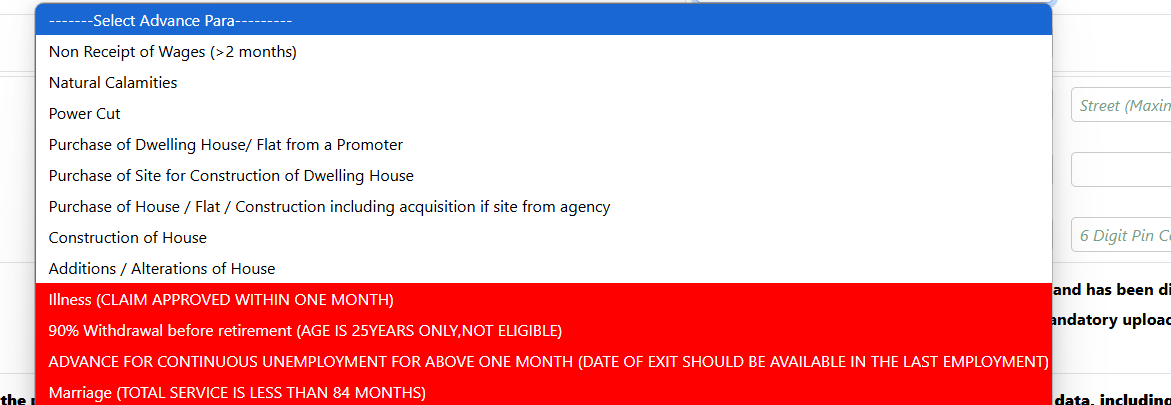 -------Select Advance Para---------
Non Receipt of Wages (>2 months)
Natural Calamities
Power Cut
Street (Maxin
Purchase of Dwelling House/ Flat from a Promoter
Purchase of Site for Construction of Dwelling House
Purchase of House / Flat / Construction including acquisition if site from agency
Construction of House
6 Digit Pin C
Additions / Alterations of House
Illness (CLAIM APPROVED WITHIN ONE MONTH)
and has been di
90% Withdrawal before retirement (AGE IS 25YEARS ONLY,NOT ELIGIBLE)
andatory upload
ADVANCE FOR CONTINUOUS UNEMPLOYMENT FOR ABOVE ONE MONTH (DATE OF EXIT SHOULD BE AVAILABLE IN THE LAST EMPLOYMENT)
the
Marriage (TOTAL SERVICE IS LESS THAN 84 MONTHS)
data, including